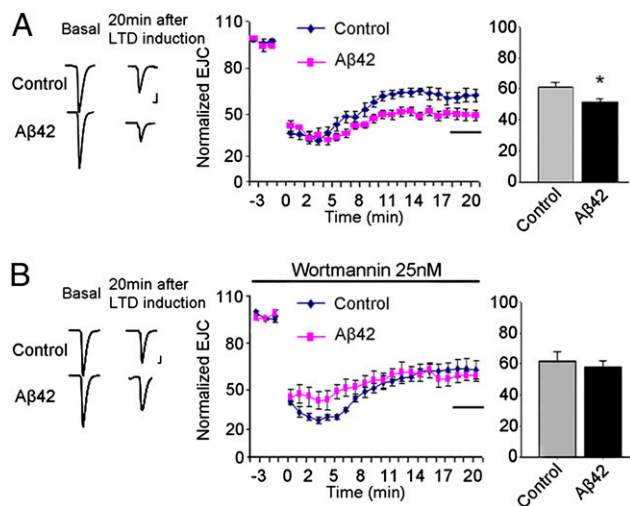 A
Basal
20min after
LTD induction
Control
Aβ42
Normalized EJC
110
80
50
20
0
-3 0 2 5 8 11 14 17 20
Time (min)
Control
Aβ42
100
80
60
40
20
0
*
Control
Aβ42
B
Basal
20min after
LTD induction
Control
Aβ42
Wortmannin 25nM
Normalized EJC
110
80
50
20
0
-3 0 2 5 8 11 14 17 20
Time (min)
Control
Aβ42
100
80
60
40
20
0
Control
Aβ42